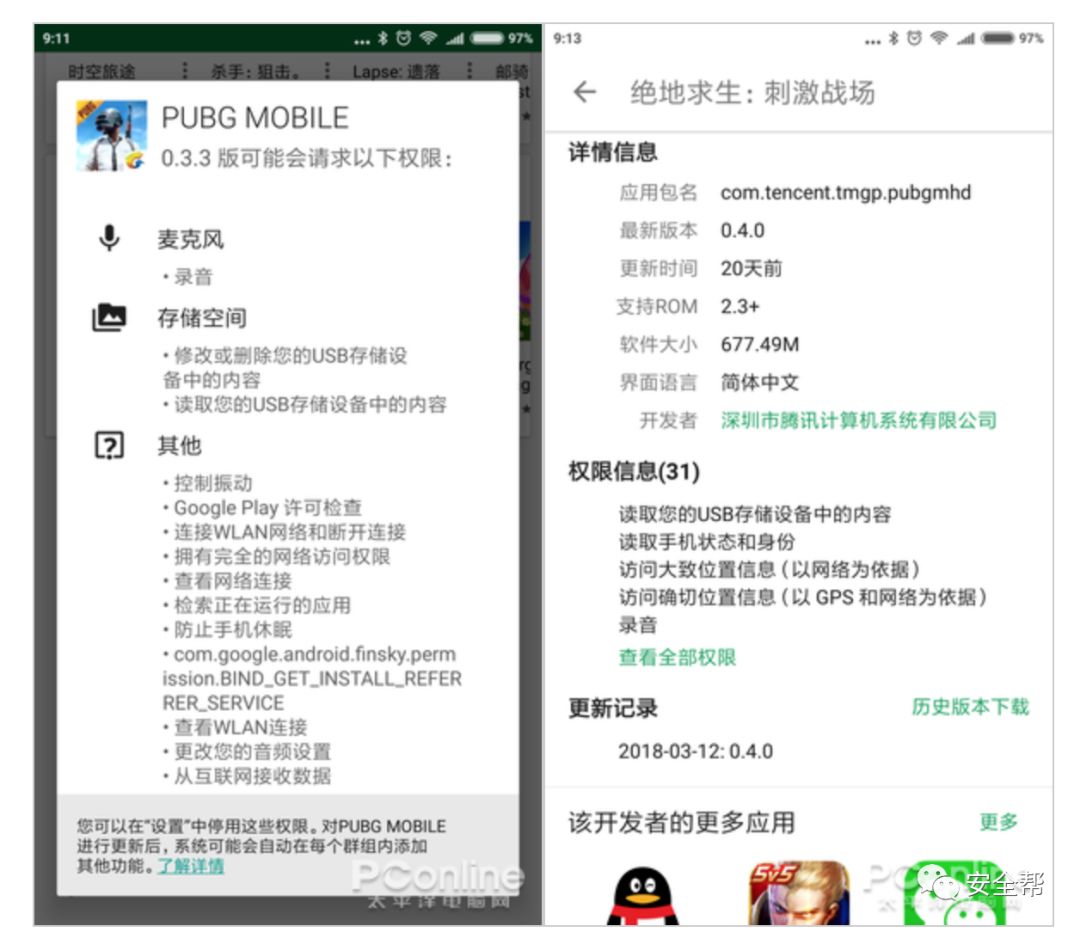 9:11
... 97%
时空旅途
杀手：狙击。
Lapse: 遗落
邮骑
PUBG
PUBG MOBILE
0.3.3 版可能会请求以下权限：
麦克风
• 录音
存储空间
• 修改或删除您的USB存储设
备中的内容
• 读取您的USB存储设备中的内容
其他
• 控制振动
• Google Play 许可检查
• 连接WLAN网络和断开连接
• 拥有完全的网络访问权限
• 查看网络连接
• 检索正在运行的应用
• 防止手机休眠
• com.google.android.finsky.perm
ission.BIND_GET_INSTALL_REFER
RER_SERVICE
• 查看WLAN连接
• 更改您的音频设置
• 从互联网接收数据
您可以在“设置”中停用这些权限。对PUBG MOBILE
进行更新后，系统可能会自动在每个群组内添加
其他功能。了解详情
PConline
太平洋电脑网
9:13
... 97%
绝地求生：刺激战场
详情信息
应用包名 com.tencent.tmgp.pubgmhd
最新版本 0.4.0
更新时间 20天前
支持ROM 2.3+
软件大小 677.49M
界面语言 简体中文
开发者 深圳市腾讯计算机系统有限公司
权限信息(31)
读取您的USB存储设备中的内容
读取手机状态和身份
访问大致位置信息（以网络为依据）
访问确切位置信息（以 GPS 和网络为依据）
录音
查看全部权限
更新记录 历史版本下载
2018-03-12: 0.4.0
该开发者的更多应用 更多
5v5
安全帮